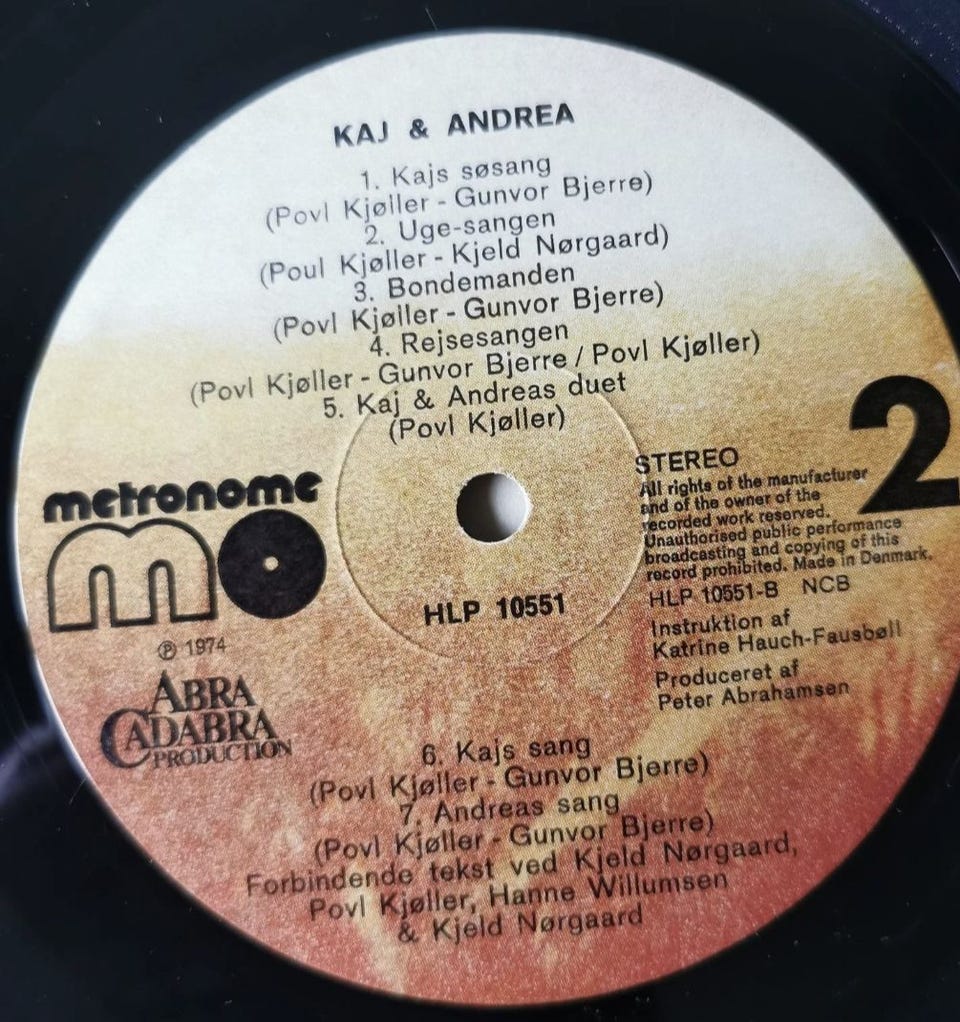 KAJ & ANDREA
1. Kajs søsang
(Povl Kjøller - Gunvor Bjerre)
2. Uge-sangen
(Poul Kjøller - Kjeld Nørgaard)
3. Bondemanden
(Povl Kjøller - Gunvor Bjerre)
4. Rejsesangen
(Povl Kjøller - Gunvor Bjerre / Povl Kjøller)
5. Kaj & Andreas duet
(Povl Kjøller)
metronome
mo
℗ 1974
ABRA
CADABRA
PRODUCTION
HLP 10551
2
STEREO
All rights of the manufacturer
and of the owner of the
recorded work reserved.
Unauthorised public performance
broadcasting and copying of this
record prohibited. Made in Denmark.
HLP 10551-B NCB
Instruktion af
Katrine Hauch-Fausbøll
Produceret af
Peter Abrahamsen
6. Kajs sang
(Povl Kjøller - Gunvor Bjerre)
7. Andreas sang
(Povl Kjøller - Gunvor Bjerre)
Forbindende tekst ved Kjeld Nørgaard,
Povl Kjøller, Hanne Willumsen
& Kjeld Nørgaard